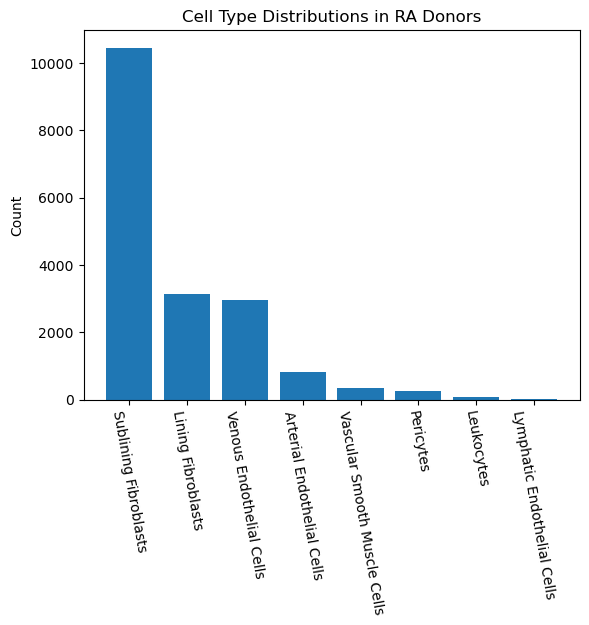 Cell Type Distributions in RA Donors
Count
10000
8000
6000
4000
2000
0
Sublining Fibroblasts
Lining Fibroblasts
Venous Endothelial Cells
Arterial Endothelial Cells
Vascular Smooth Muscle Cells
Pericytes
Leukocytes
Lymphatic Endothelial Cells